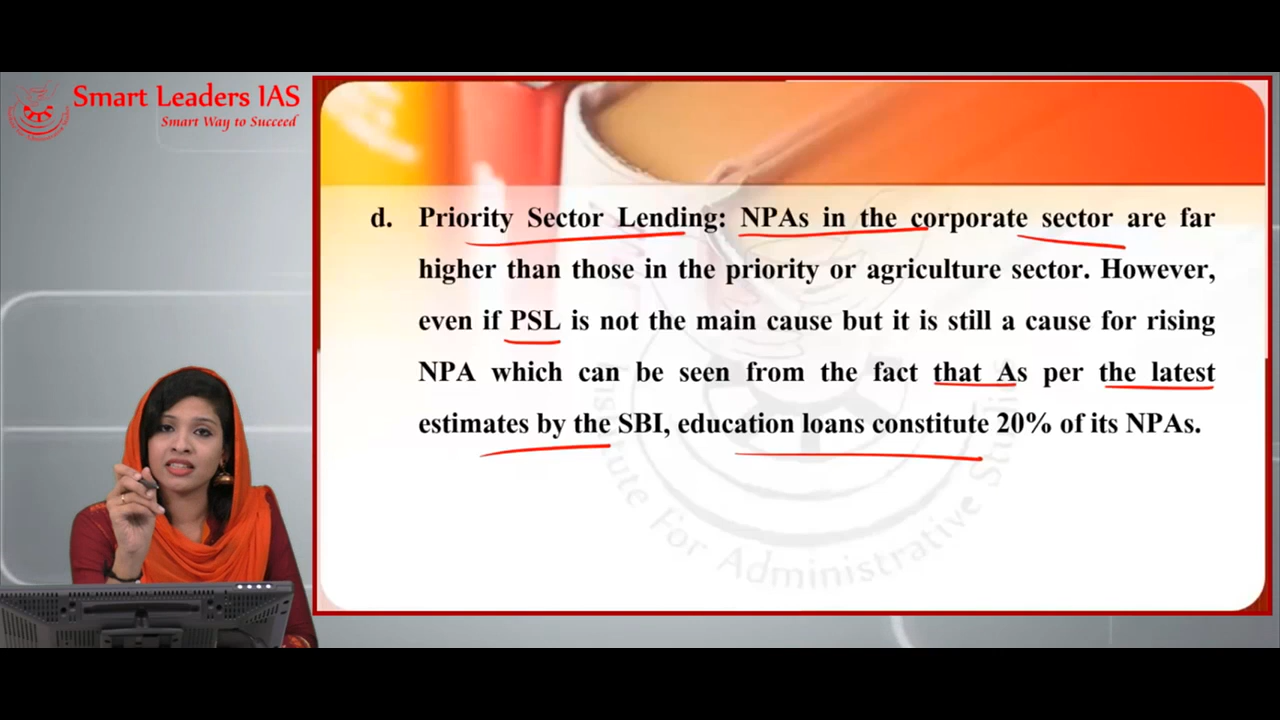 Smart Leaders IAS
Smart Way to Succeed
d. Priority Sector Lending: NPAs in the corporate sector are far
higher than those in the priority or agriculture sector. However,
even if PSL is not the main cause but it is still a cause for rising
NPA which can be seen from the fact that As per the latest
estimates by the SBI, education loans constitute 20% of its NPAs.
For Administrative